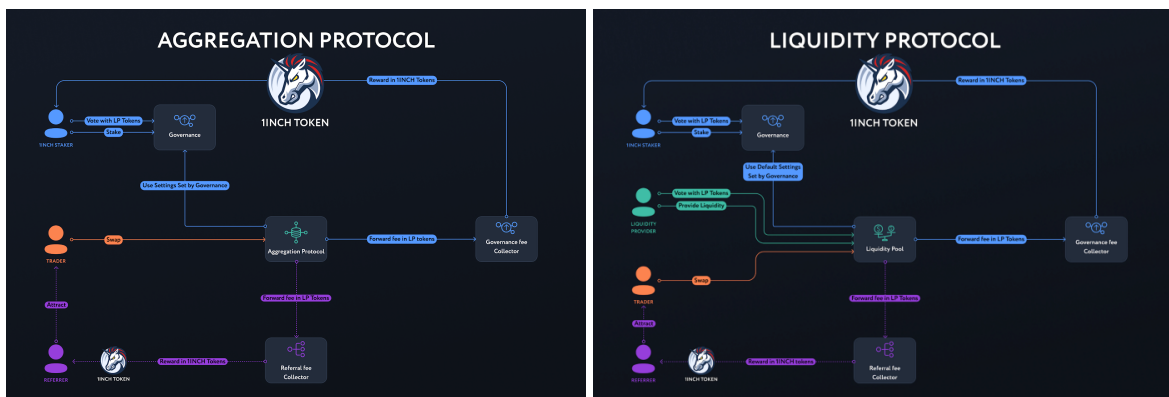 AGGREGATION PROTOCOL
Reward in 1INCH Tokens
1INCH TOKEN
Vote with LP Tokens
Stake
1INCH STAKER
Governance
Use Settings Set by Governance
Swap
TRADER
Aggregation Protocol
Forward fee in LP tokens
Governance fee
Collector
Forward fee in LP Tokens
Attract
REFERRER
1INCH TOKEN
Reward in 1INCH Tokens
Referral fee
Collector
LIQUIDITY PROTOCOL
Reward in 1INCH Tokens
1INCH TOKEN
Vote with LP Tokens
Stake
1INCH STAKER
Governance
Use Default Settings
Set by Governance
Vote with LP Tokens
Provide Liquidity
LIQUIDITY
PROVIDER
Liquidity Pool
Forward fee in LP Tokens
Governance fee
Collector
Swap
TRADER
Forward fee in LP Tokens
Attract
REFERRER
1INCH TOKEN
Reward in 1INCH tokens
Referral fee
Collector